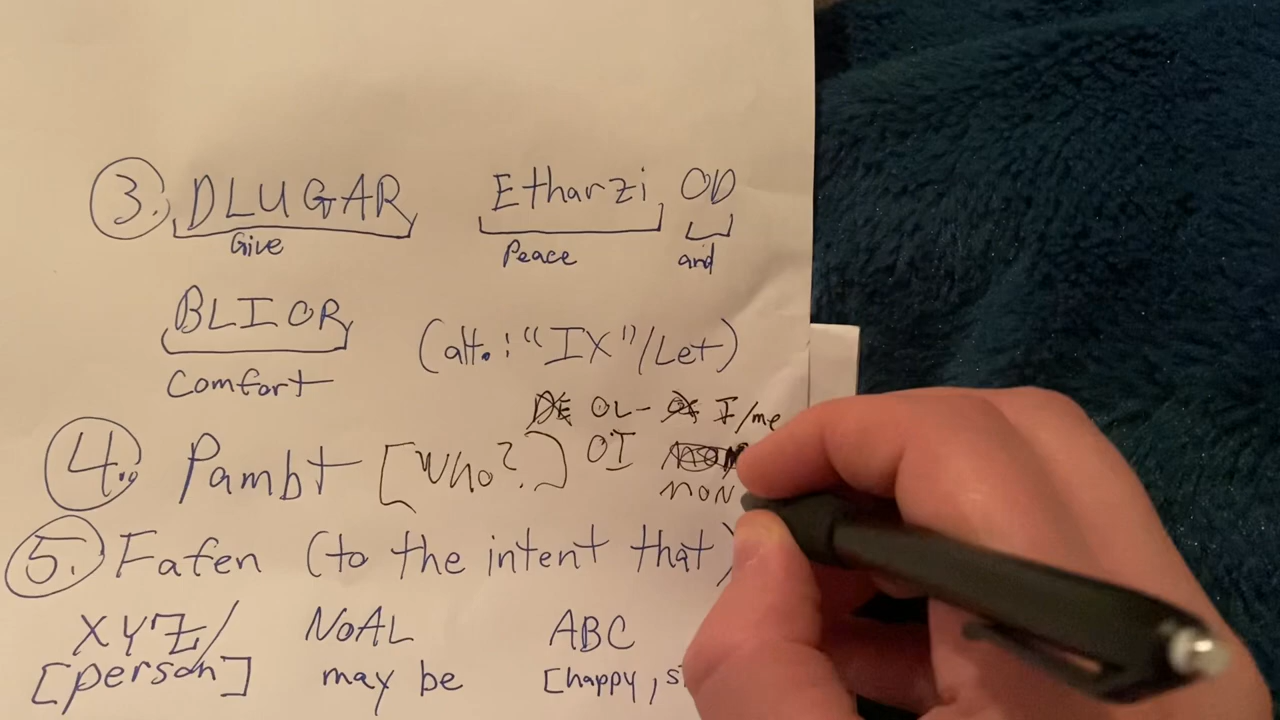 3. DLUGAR Etharzi OD
Give Peace and
BLIOR (alt.: "IX"/Let)
Comfort
OL- I/me
4. Pambt [Who?] OI
NON
5. Fafen (to the intent that)
XYZ/ NOAL ABC
[person] may be [happy, s